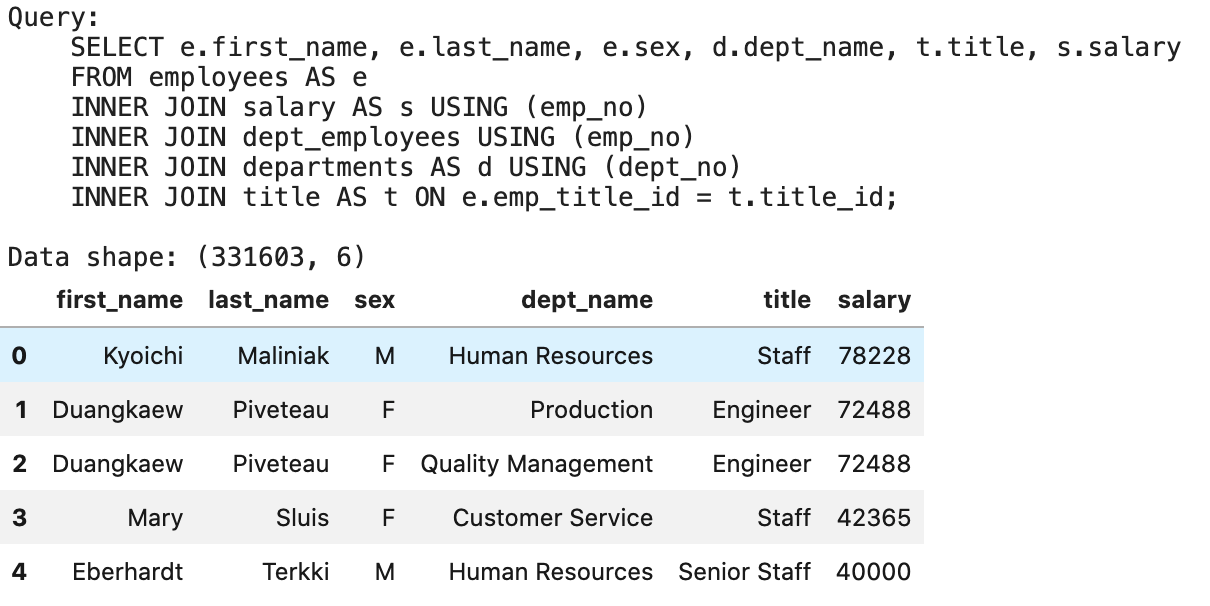 Query:
SELECT e.first_name, e.last_name, e.sex, d.dept_name, t.title, s.salary
FROM employees AS e
INNER JOIN salary AS s USING (emp_no)
INNER JOIN dept_employees USING (emp_no)
INNER JOIN departments AS d USING (dept_no)
INNER JOIN title AS t ON e.emp_title_id = t.title_id;
Data shape: (331603, 6)
first_name last_name sex dept_name title salary
0 Kyoichi Maliniak M Human Resources Staff 78228
1 Duangkaew Piveteau F Production Engineer 72488
2 Duangkaew Piveteau F Quality Management Engineer 72488
3 Mary Sluis F Customer Service Staff 42365
4 Eberhardt Terkki M Human Resources Senior Staff 40000